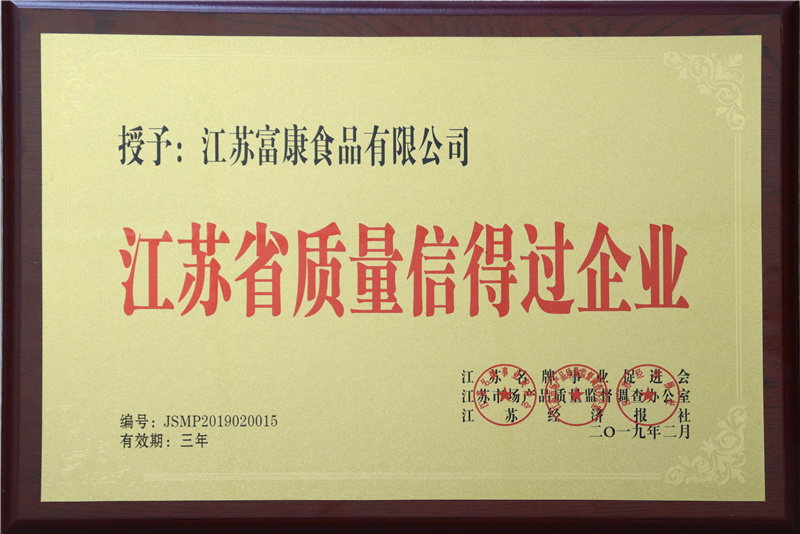 授予：江苏富康食品有限公司
江苏省质量信得过企业
江苏名牌事业促进会
江苏市场产品质量监督调查办公室
江苏经济报社
二〇一九年二月
编号：JSMP2019020015
有效期：三年